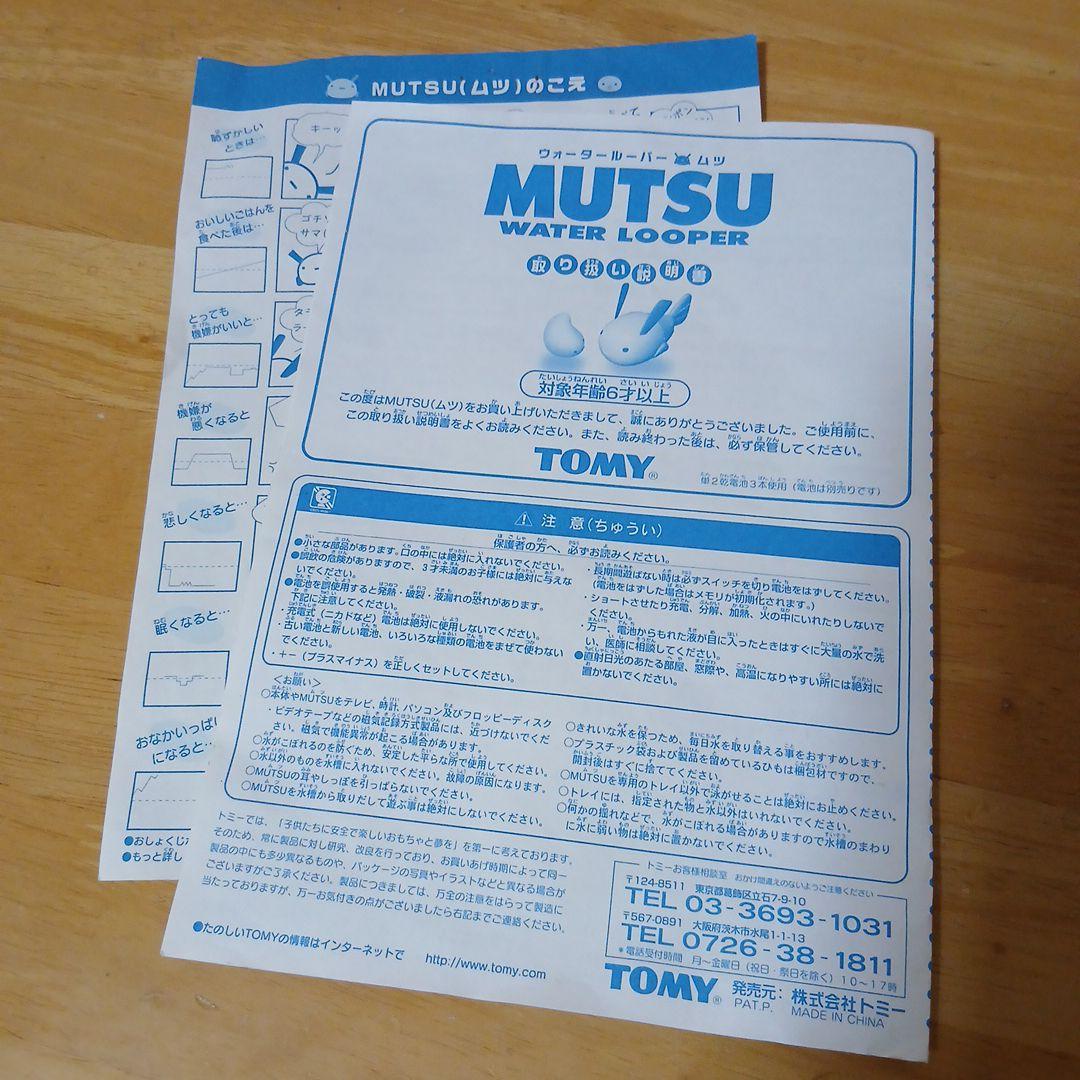 MUTSU(ムツ)のこえ
恥ずかしい
ときは…
キーッ
おいしいごはんを
食べた後は…
ゴチソ
サマ
とっても
機嫌がいいと…
機嫌が
悪くなると
悲しくなると…
眠くなると…
おなかいっぱい
になると…
●おしょくじ
●もっと詳し
ウォータールーパー ムツ
MUTSU
WATER LOOPER
取り扱い説明書
対象年齢6才以上
この度はMUTSU(ムツ)をお買い上げいただきまして、誠にありがとうございました。ご使用前に、
この取り扱い説明書をよくお読みください。また、読み終わった後は、必ず保管してください。
TOMY®
単2乾電池3本使用（電池は別売りです）
⚠ 注 意(ちゅうい)
保護者の方へ、必ずお読みください。
●小さな部品があります。口の中には絶対に入れないでください。
●誤飲の危険がありますので、3才未満のお子様には絶対に与えな
いでください。
●電池を誤使用すると発熱・破裂・液漏れの恐れがあります。
下記に注意してください。
・充電式（ニカドなど）電池は絶対に使用しないでください。
・古い電池と新しい電池、いろいろな種類の電池をまぜて使わない
でください。
・＋－（プラスマイナス）を正しくセットしてください。
・長期間遊ばない時は必ずスイッチを切り電池をはずしてください。
(電池をはずした場合はメモリが初期化されます。)
・ショートさせたり充電、分解、加熱、火の中にいれたりしないで
ください。
・万一、電池からもれた液が目に入ったときはすぐに大量の水で洗
い、医師に相談してください。
●直射日光のあたる部屋、窓際や、高温になりやすい所には絶対に
置かないでください。
＜お願い＞
○本体やMUTSUをテレビ、時計、パソコン及びフロッピーディスク
・ビデオテープなどの磁気記録方式製品には、近づけないでくだ
さい。磁気で機能異常が起こる場合があります。
○水がこぼれるのを防ぐため、安定した平らな所で使用してください。
○水以外のものを水槽に入れないでください。故障の原因になります。
○MUTSUの耳やしっぽを引っぱらないでください。
○MUTSUを水槽から取りだして遊ぶ事は絶対にしないでください。
○きれいな水を保つため、毎日水を取り替える事をおすすめします。
○プラスチック袋および製品を留めているひもは梱包材ですので、
開封後はすぐに捨ててください。
○MUTSUを専用のトレイ以外で泳がせることは絶対にお止めください。
○トレイには、指定された物と水以外はいれないでください。
○何かの揺れなどで、水がこぼれる場合がありますので水槽のまわり
に水に弱い物は絶対に置かないでください。
トミーでは、「子供たちに安全で楽しいおもちゃと夢を」を第一に考えております。
そのため、常に製品に対し研究、改良を行っており、お買いあげ時期によって同一
製品の中にも多少異なるものや、パッケージの写真やイラストなどと異なる場合が
ございますがご了承ください。製品につきましては、万全の注意をはらって製造に
当たっておりますが、万一お気付きの点がございましたら右記までご連絡ください。
●たのしいTOMYの情報はインターネットで http://www.tomy.com
トミーお客様相談室 おかけ間違えのないようご注意ください
〒124-8511 東京都葛飾区立石7-9-10
TEL 03-3693-1031
〒567-0891 大阪府茨木市水尾1-1-13
TEL 0726-38-1811
＊電話受付時間 月～金曜日（祝日・祭日を除く）10～17時
TOMY® 発売元：株式会社トミー
PAT.P. MADE IN CHINA